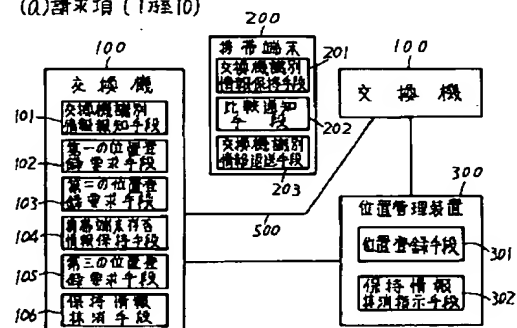 (a)請求項(1至10)
100
交換機
101
交換機識別
情報報知手段
102
第一の位置登
録要求手段
103
第二の位置登
録要求手段
104
携帯端末存否
情報保持手段
105
第三の位置登
録要求手段
106
保持情報
抹消手段
200
携帯端末
201
交換機識別
情報保持手段
比較通知
手段
202
交換機識別
情報返送手段
203
500
100
交換機
300
位置管理装置
位置登録手段
301
保持情報
抹消指示手段
302